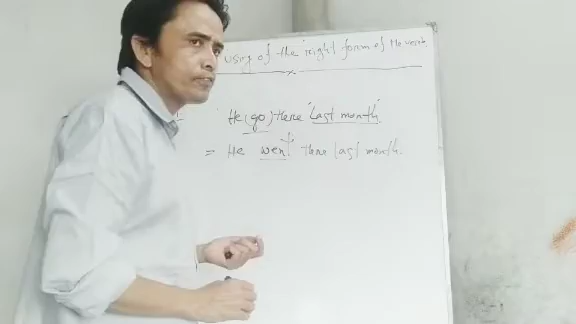 using of the right form of the verb.
He (go) there "last month".
= He went there last month.